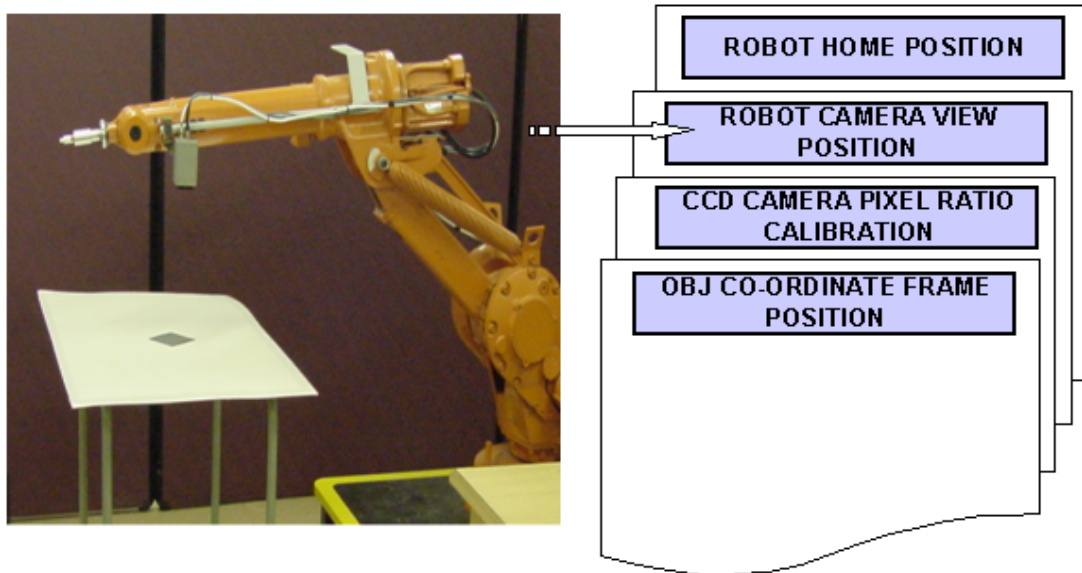 ROBOT HOME POSITION
ROBOT CAMERA VIEW
POSITION
CCD CAMERA PIXEL RATIO
CALIBRATION
OBJ CO-ORDINATE FRAME
POSITION